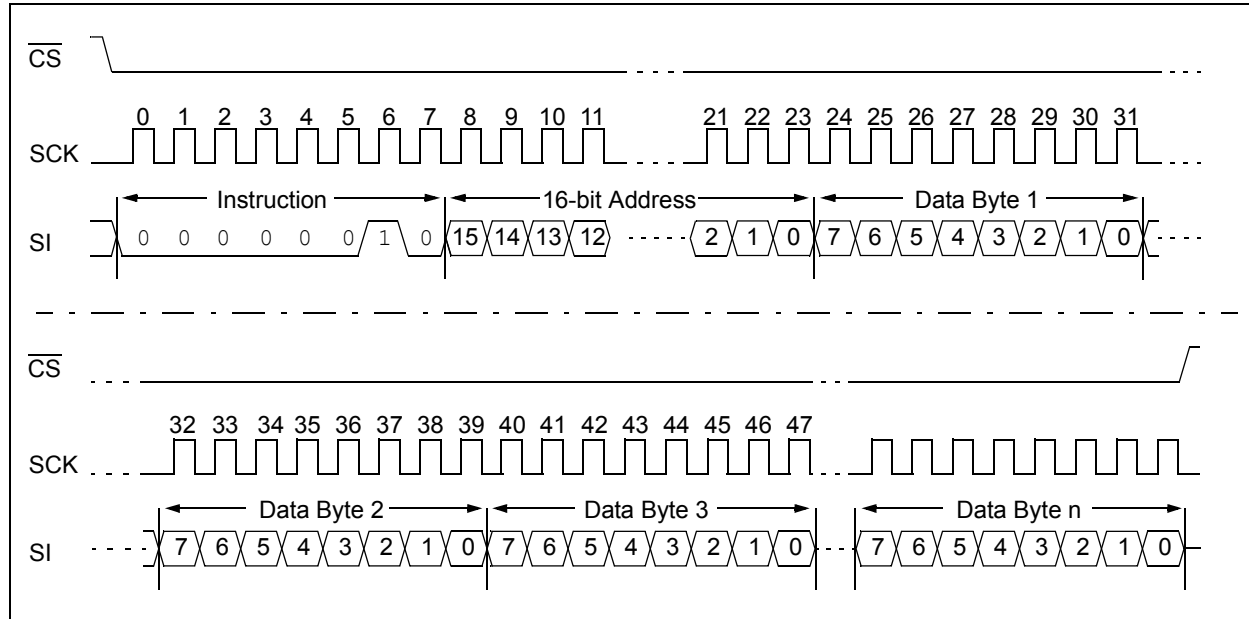 CS
0 1 2 3 4 5 6 7 8 9 10 11 21 22 23 24 25 26 27 28 29 30 31
SCK
Instruction 16-bit Address Data Byte 1
SI 0 0 0 0 0 0 1 0 15 14 13 12 2 1 0 7 6 5 4 3 2 1 0
CS
32 33 34 35 36 37 38 39 40 41 42 43 44 45 46 47
SCK
Data Byte 2 Data Byte 3 Data Byte n
SI 7 6 5 4 3 2 1 0 7 6 5 4 3 2 1 0 7 6 5 4 3 2 1 0